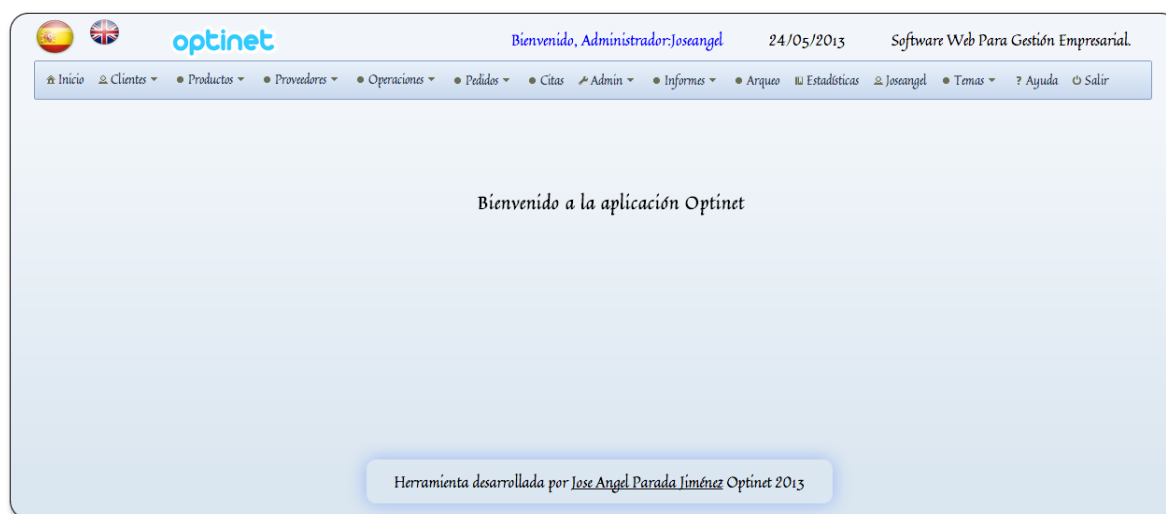 optinet Bienvenido, Administrador:Joseangel 24/05/2013 Software Web Para Gestión Empresarial.
Inicio Clientes Productos Proveedores Operaciones Pedidos Citas Admin Informes Arqueo Estadísticas Joseangel Temas ? Ayuda Salir
Bienvenido a la aplicación Optinet
Herramienta desarrollada por Jose Angel Parada Jiménez Optinet 2013